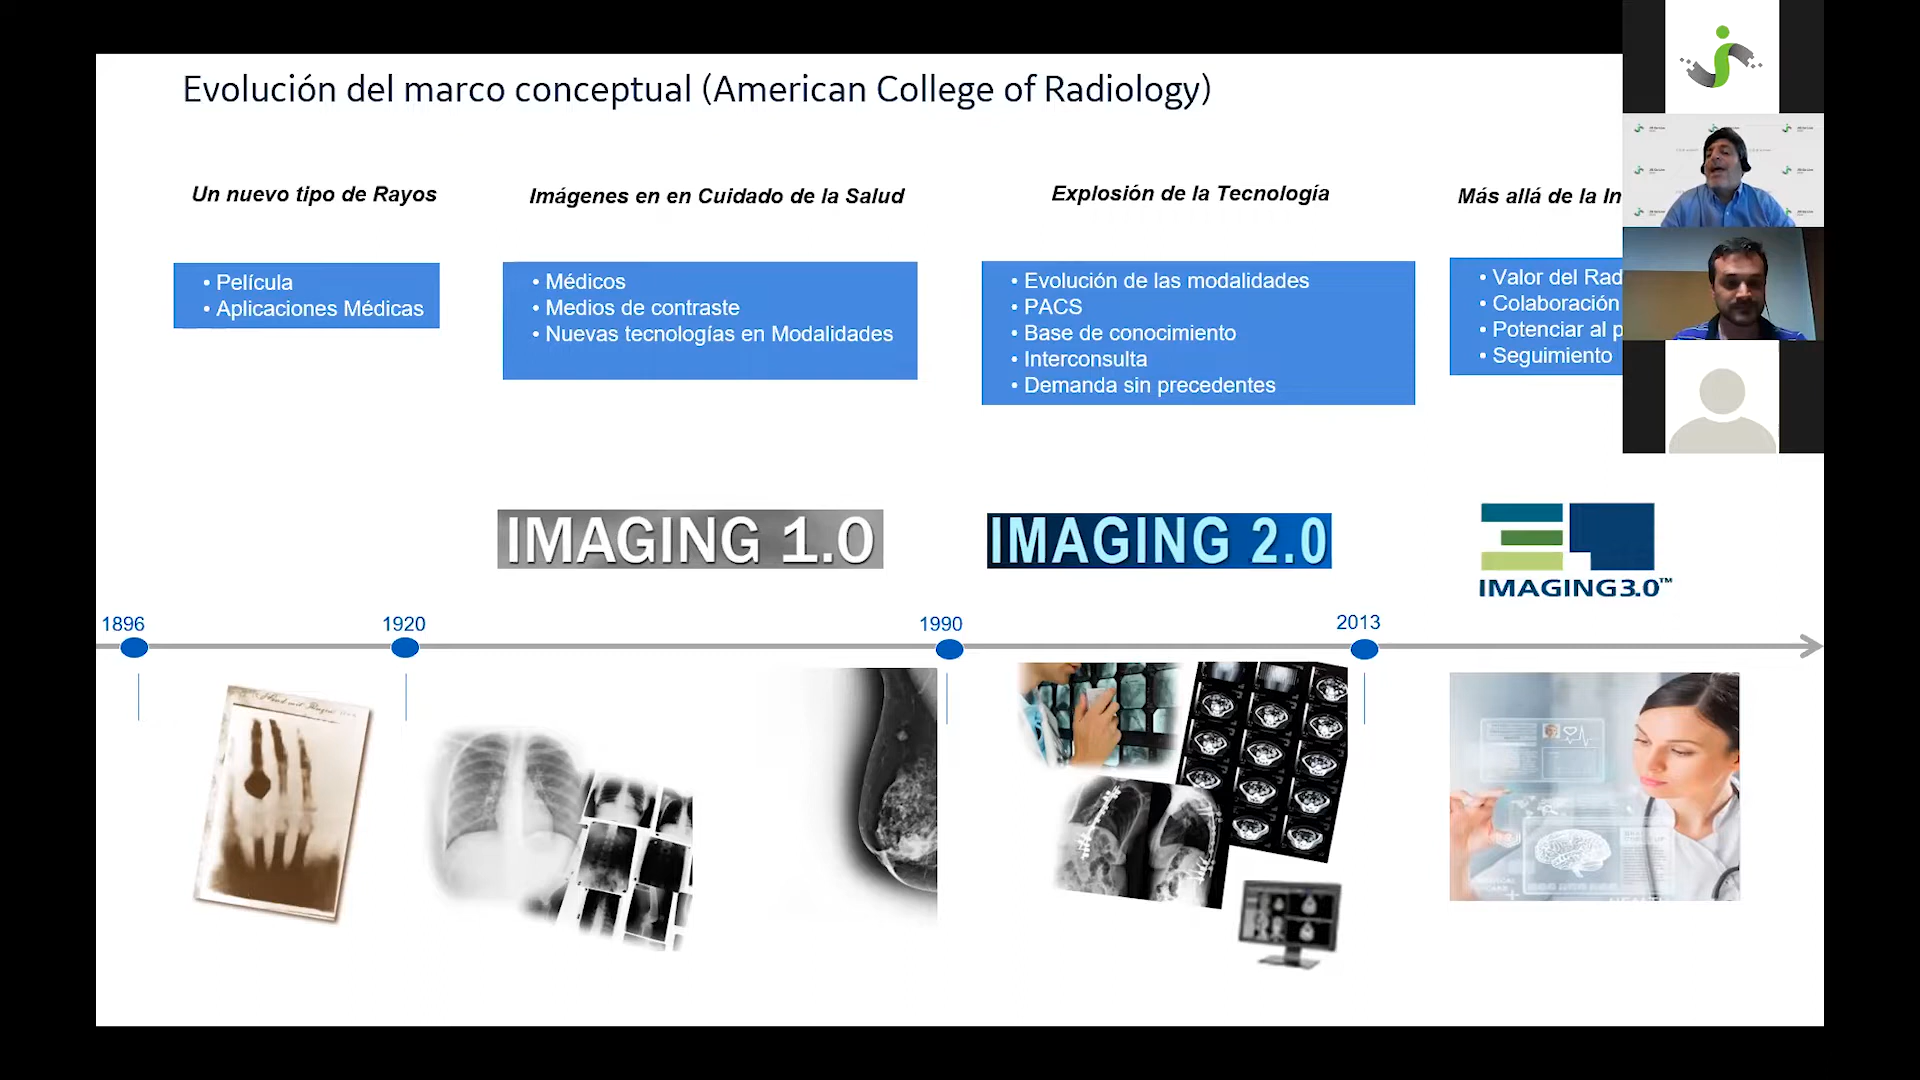 Evolución del marco conceptual (American College of Radiology)
Un nuevo tipo de Rayos
• Película
• Aplicaciones Médicas
Imágenes en en Cuidado de la Salud
• Médicos
• Medios de contraste
• Nuevas tecnologías en Modalidades
Explosión de la Tecnología
• Evolución de las modalidades
• PACS
• Base de conocimiento
• Interconsulta
• Demanda sin precedentes
Más allá de la
• Valor del
• Colaboración
• Potenciar al
• Seguimiento
IMAGING 1.0
IMAGING 2.0
IMAGING3.0™
1896
1920
1990
2013